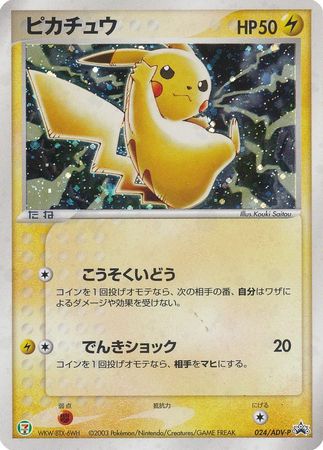 ピカチュウ HP50
たね Illus. Kouki Saitou
こうそくいどう
コインを1回投げオモテなら、次の相手の番、自分はワザに
よるダメージや効果を受けない。
でんきショック 20
コインを1回投げオモテなら、相手をマヒにする。
弱点 抵抗力 にげる
WKW-8TX-6WH ©2003 Pokémon/Nintendo/Creatures/GAME FREAK 024/ADV-P